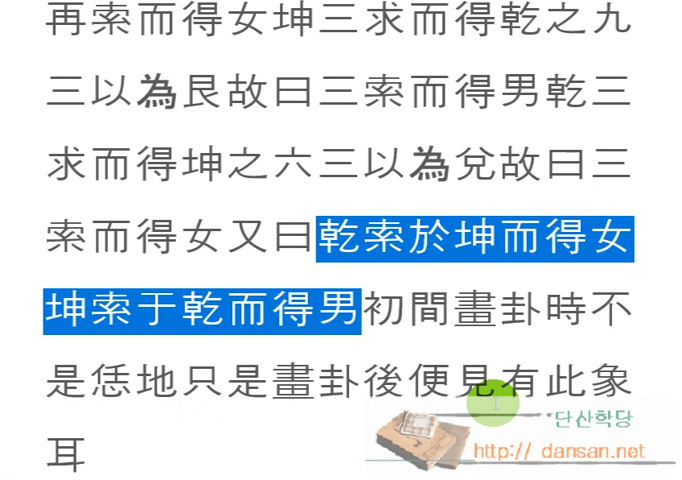 再索而得女坤三求而得乾之九
三以為艮故曰三索而得男乾三
求而得坤之六三以為兌故曰三
索而得女又曰乾索於坤而得女
坤索于乾而得男初間畫卦時不
是恁地只是畫卦後便見有此象
耳
단산학당
http:// dansan.net